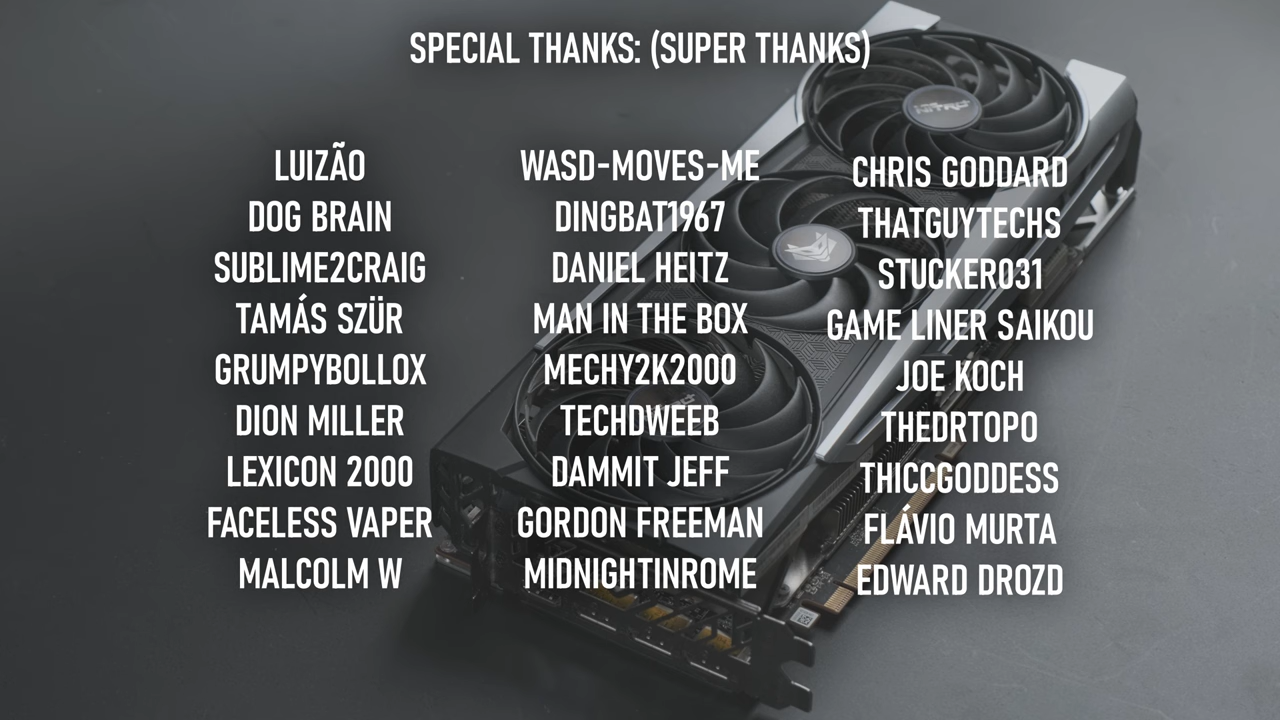 SPECIAL THANKS: (SUPER THANKS)
LUIZÃO
DOG BRAIN
SUBLIME2CRAIG
TAMÁS SZÜR
GRUMPYBOLLOX
DION MILLER
LEXICON 2000
FACELESS VAPER
MALCOLM W
WASD-MOVES-ME
DINGBAT1967
DANIEL HEITZ
MAN IN THE BOX
MECHY2K2000
TECHDWEEB
DAMMIT JEFF
GORDON FREEMAN
MIDNIGHTINROME
CHRIS GODDARD
THATGUYTECHS
STUCKER031
GAME LINER SAIKOU
JOE KOCH
THEDRTOPO
THICCGODDESS
FLÁVIO MURTA
EDWARD DROZD
NITRO+